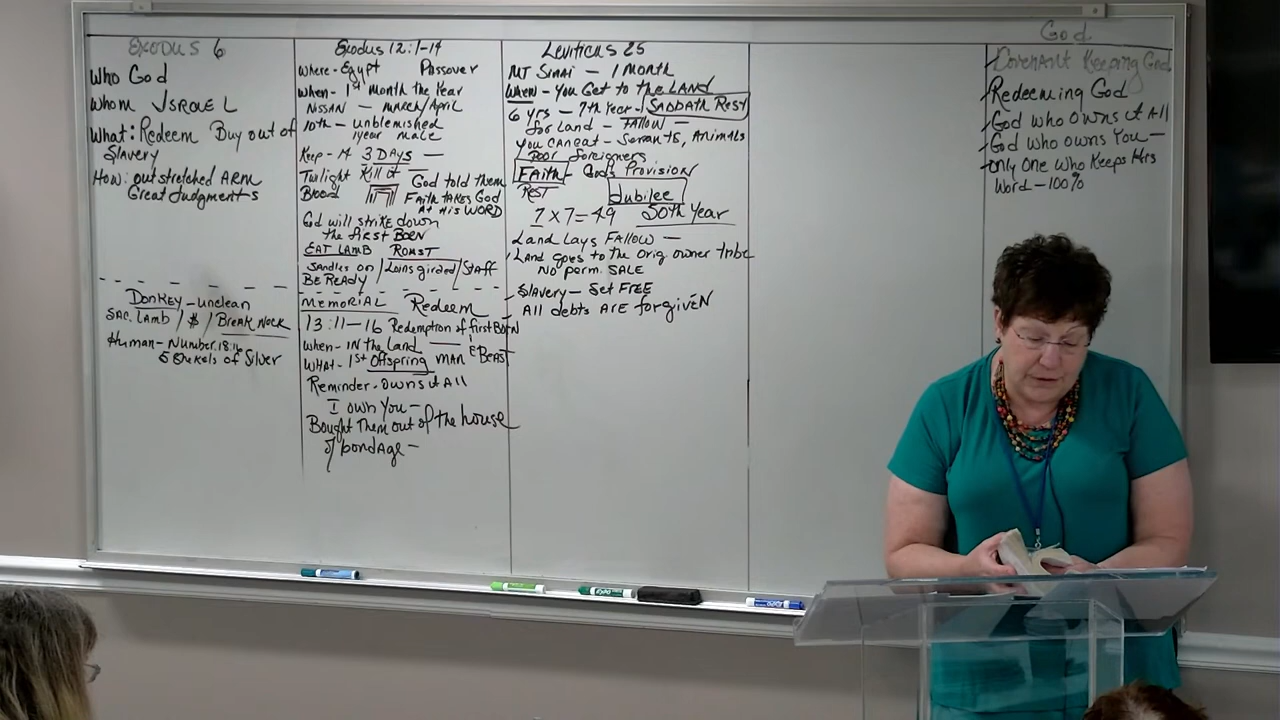 Exodus 6
Who God
Whom ISRAEL
What: Redeem Buy out of
Slavery
How: outstretched ARM
Great Judgments
Donkey - unclean
Sac. Lamb / $ / Break Neck
Human - Number 18:16
5 Shekels of Silver
Exodus 12:1-14
Where - Egypt Passover
when - 1st Month the Year
Nissan - March/April
10th - unblemished
1 year male
Keep - 3 DAYS
Twilight Kill it
God told them
Blood
Faith takes God
At His WORD
God will strike down
the first Born
EAT LAMB ROAST
Sandles on / Loins girded / Staff
BE READY
MEMORIAL Redeem
13:11-16 Redemption of first Born
when - IN the Land
WHAT - 1st Offspring MAN & BEAST
Reminder - owns it All
I own You -
Bought Them out of the house
of bondage -
Leviticus 25
MT Sinai - 1 Month
When - You Get to the LAND
6 yrs - 7th Year - SABBATH REST
for Land - FALLOW -
You can eat - Servants, Animals
Poor foreigners
FAITH - God's Provision
REST
Jubilee
7 x 7 = 49 50th Year
Land Lays Fallow -
Land goes to the orig owner tribe
No perm. SALE
Slavery - Set FREE
All debts Are forgiveN
God
Covenant Keeping God
Redeeming God
God who owns it All
God who owns You -
only One Who Keeps His
Word - 100%